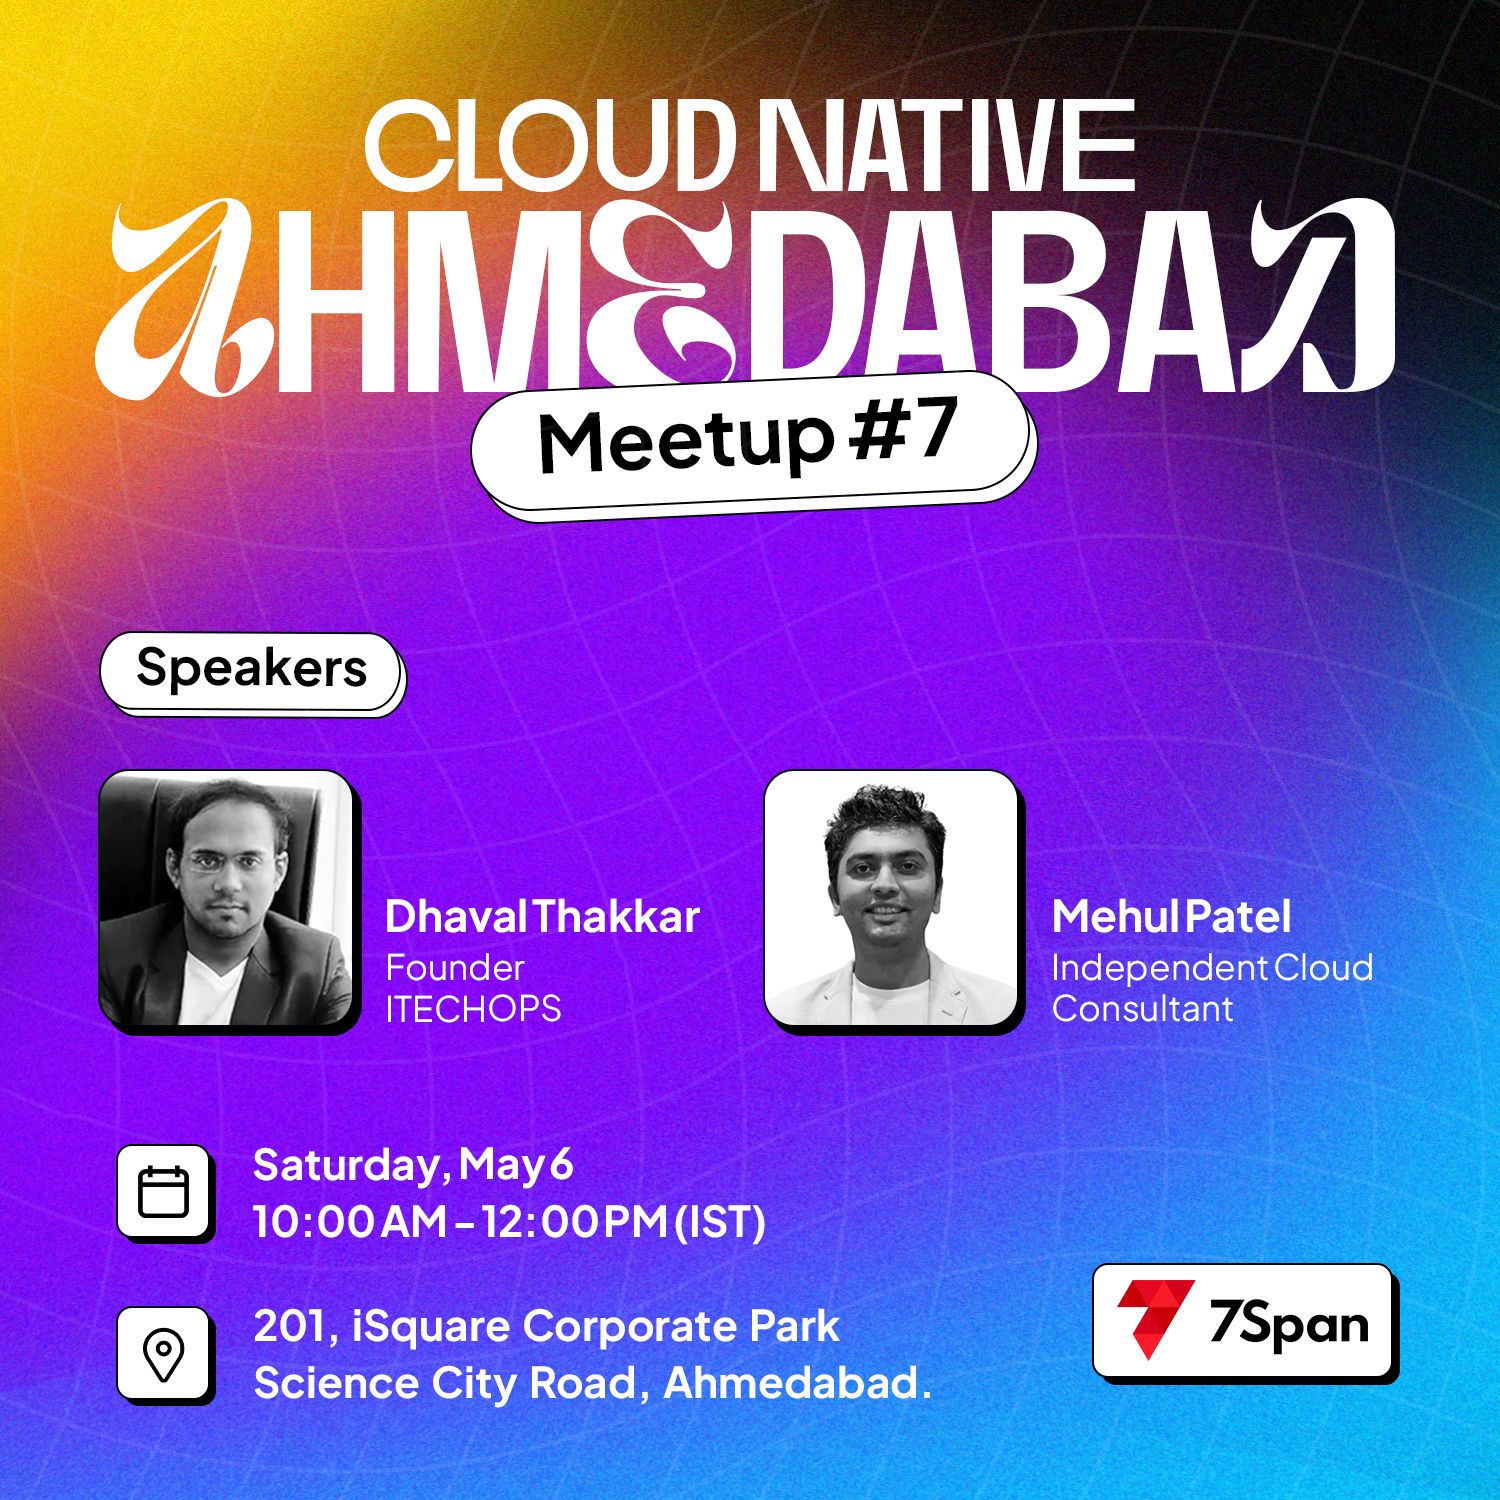 CLOUD NATIVE
AHMEDABAD
Meetup #7
Speakers
Dhaval Thakkar
Founder
ITECHOPS
Mehul Patel
Independent Cloud
Consultant
Saturday, May 6
10:00 AM - 12:00 PM (IST)
201, iSquare Corporate Park
Science City Road, Ahmedabad.
7Span